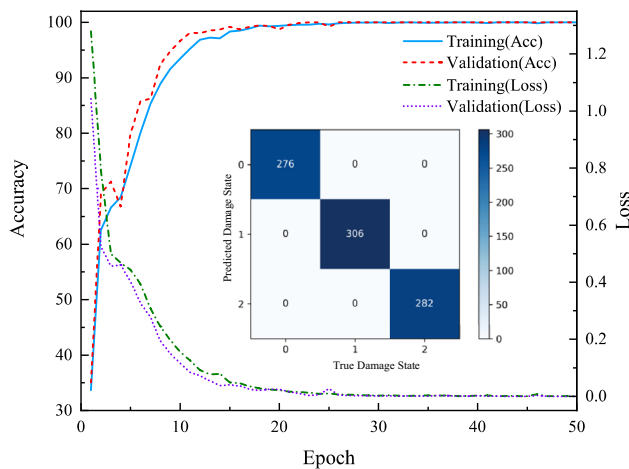 100
90
80
70
60
50
40
30
Accuracy
0
10
20
30
40
50
Epoch
1.2
1.0
0.8
0.6
0.4
0.2
0.0
Loss
Training(Acc)
Validation(Acc)
Training(Loss)
Validation(Loss)
Predicted Damage State
0
1
2
276 0 0
0 306 0
0 0 282
0 1 2
True Damage State
300
250
200
150
100
50
0